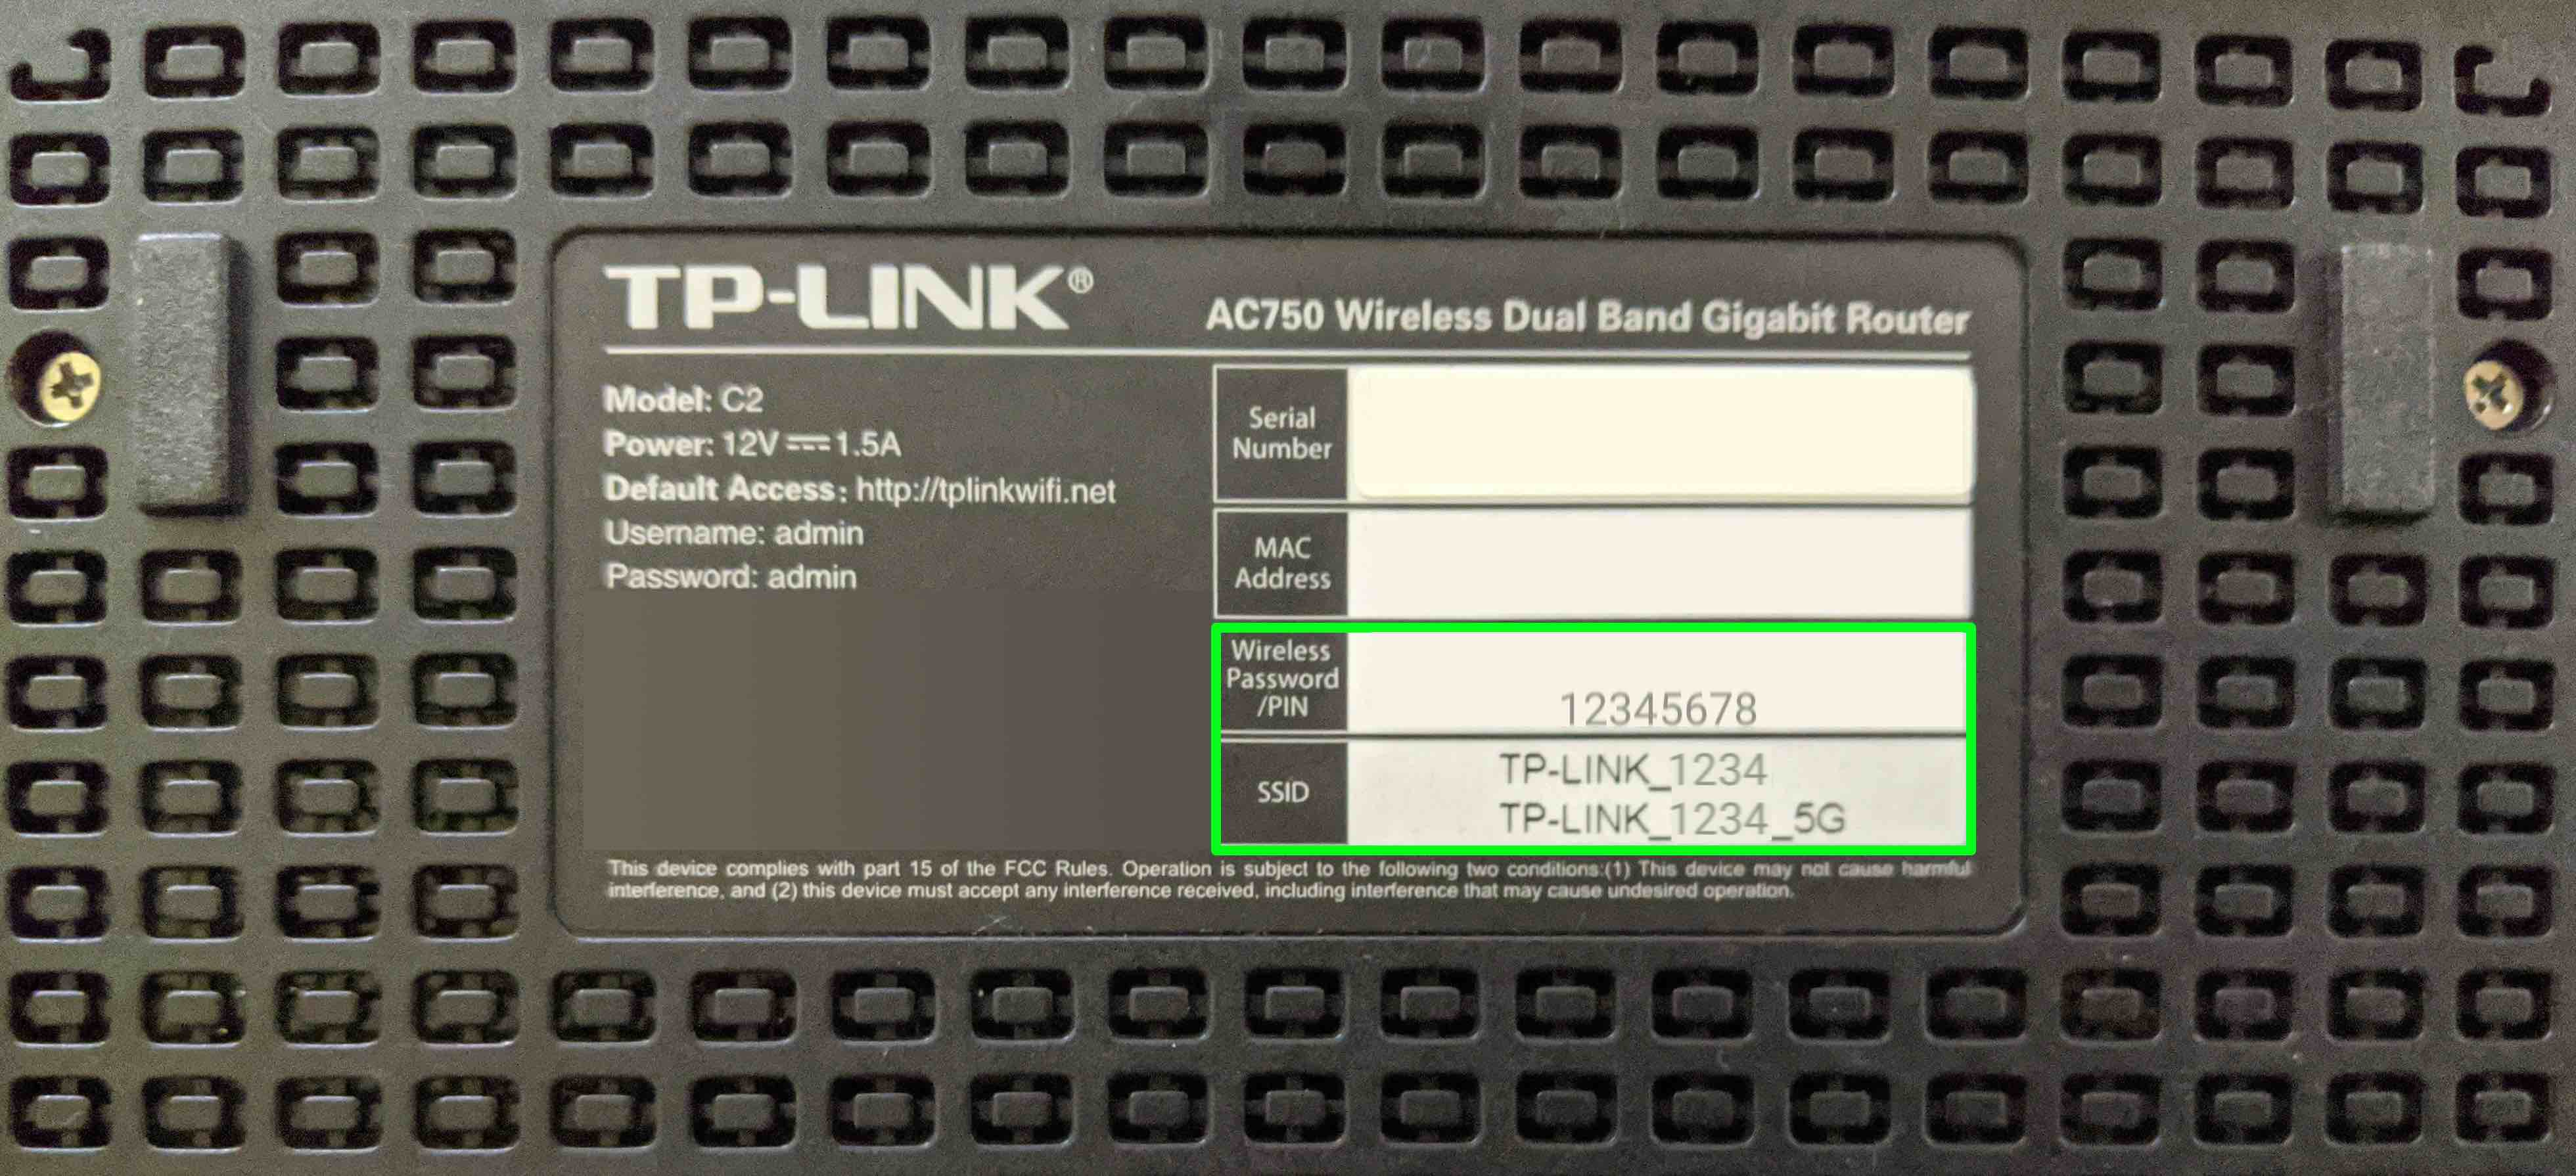 TP-LINK®
AC750 Wireless Dual Band Gigabit Router
Model: C2
Power: 12V⎓1.5A
Default Access: http://tplinkwifi.net
Username: admin
Password: admin
Serial
Number
MAC
Address
Wireless
Password
/PIN
12345678
SSID
TP-LINK_1234
TP-LINK_1234_5G
This device complies with part 15 of the FCC Rules. Operation is subject to the following two conditions:(1) This device may not cause harmful
interference, and (2) this device must accept any interference received, including interference that may cause undesired operation.